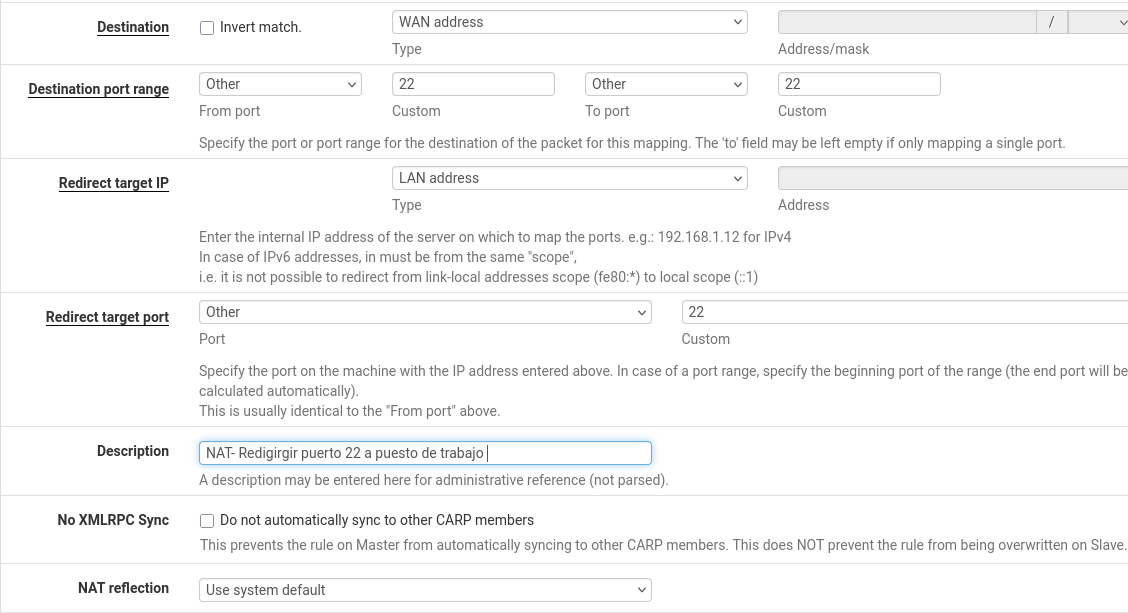 Destination Invert match. WAN address /
Type Address/mask
Destination port range Other 22 Other 22
From port Custom To port Custom
Specify the port or port range for the destination of the packet for this mapping. The 'to' field may be left empty if only mapping a single port.
Redirect target IP LAN address
Type Address
Enter the internal IP address of the server on which to map the ports. e.g.: 192.168.1.12 for IPv4
In case of IPv6 addresses, in must be from the same "scope",
i.e. it is not possible to redirect from link-local addresses scope (fe80:*) to local scope (::1)
Redirect target port Other 22
Port Custom
Specify the port on the machine with the IP address entered above. In case of a port range, specify the beginning port of the range (the end port will be
calculated automatically).
This is usually identical to the "From port" above.
Description NAT- Redigirgir puerto 22 a puesto de trabajo
A description may be entered here for administrative reference (not parsed).
No XMLRPC Sync Do not automatically sync to other CARP members
This prevents the rule on Master from automatically syncing to other CARP members. This does NOT prevent the rule from being overwritten on Slave.
NAT reflection Use system default